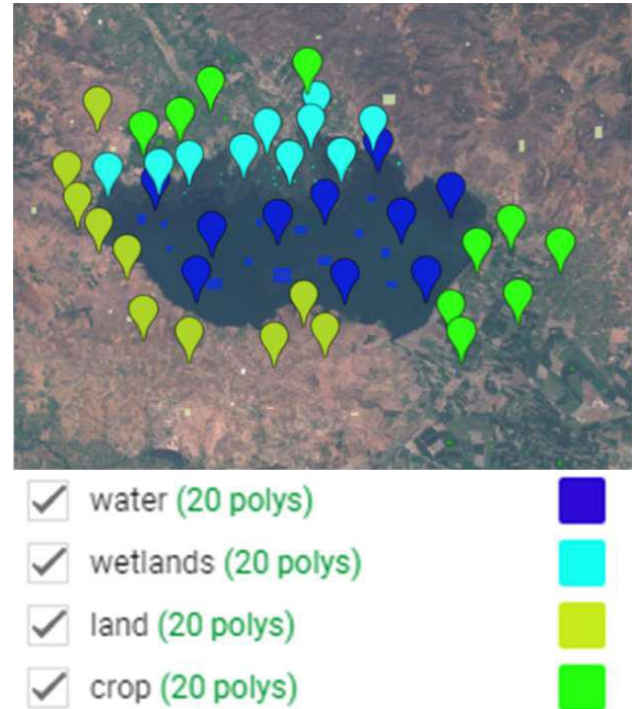 water (20 polys)
wetlands (20 polys)
land (20 polys)
crop (20 polys)